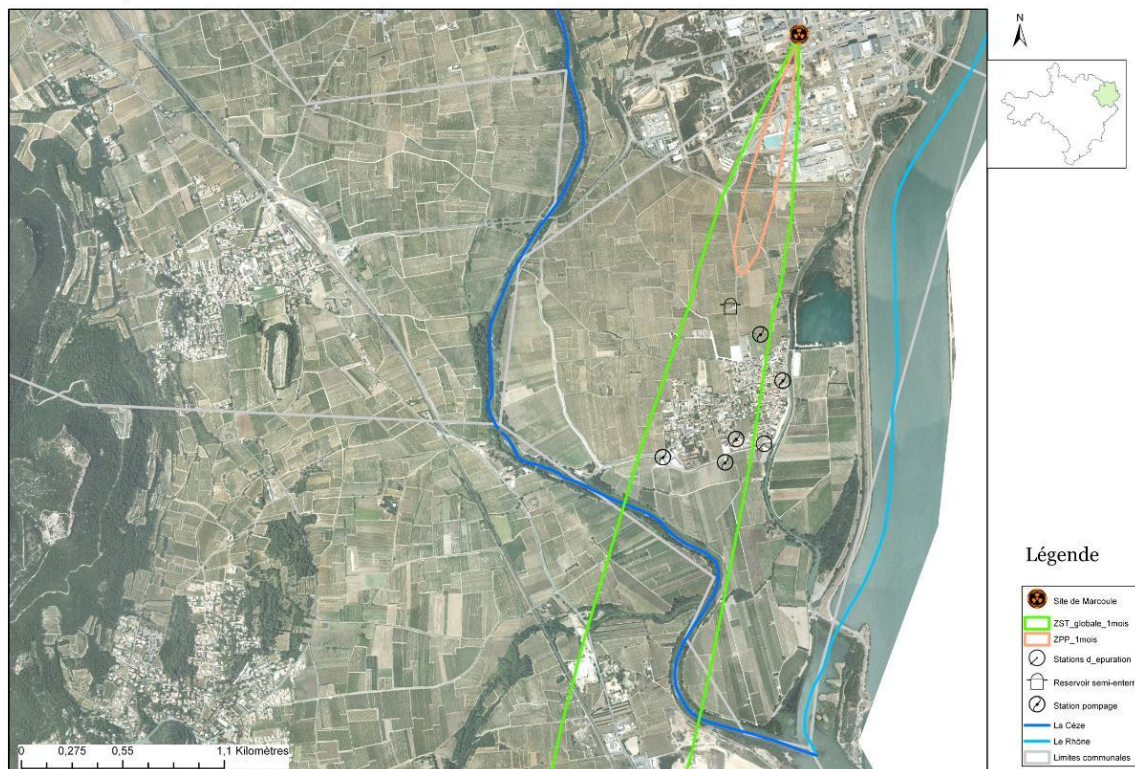 N
Légende
Site de Marcoule
ZST_globale_1mois
ZPP_1mois
Stations d_epuration
Reservoir semi-enterr
Station pompage
La Cèze
Le Rhône
Limites communales
0 0,275 0,55 1,1 Kilomètres